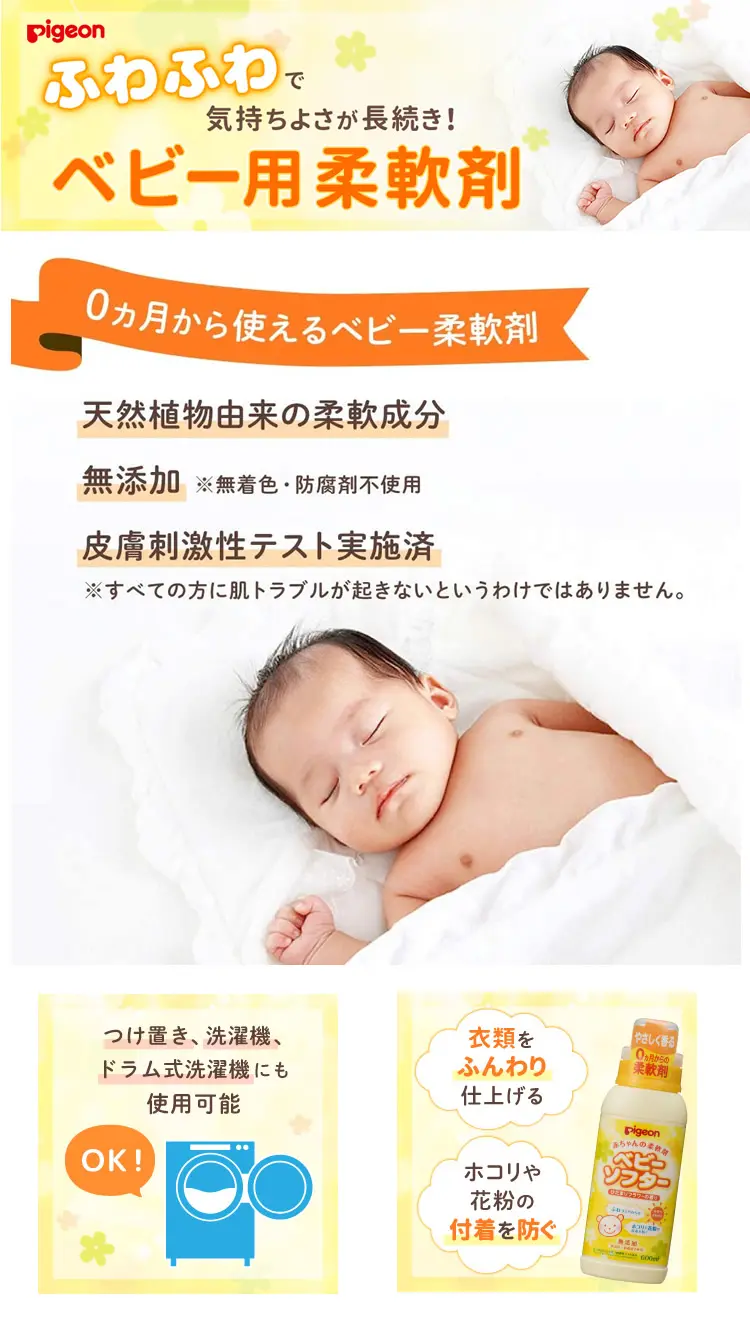 Pigeon
ふわふわで
気持ちよさが長続き!
ベビー用柔軟剤
0ヵ月から使えるベビー柔軟剤
天然植物由来の柔軟成分
無添加 ※無着色・防腐剤不使用
皮膚刺激性テスト実施済
※すべての方に肌トラブルが起きないというわけではありません。
つけ置き、洗濯機、
ドラム式洗濯機にも
使用可能
OK!
衣類を
ふんわり
仕上げる
ホコリや
花粉の
付着を防ぐ
やさしく香る
0ヵ月からの
柔軟剤
Pigeon
赤ちゃんの柔軟剤
ベビー
ソフター
無添加
600ml